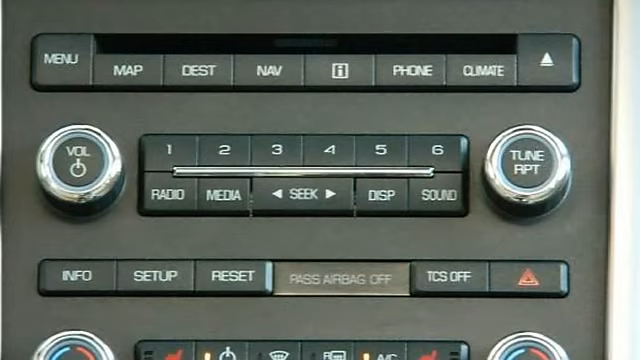 MENU MAP DEST NAV i PHONE CLIMATE
1 2 3 4 5 6
VOL
TUNE
RPT
RADIO MEDIA ◄ SEEK ► DISP SOUND
INFO SETUP RESET PASS AIRBAG OFF TCS OFF
A/C